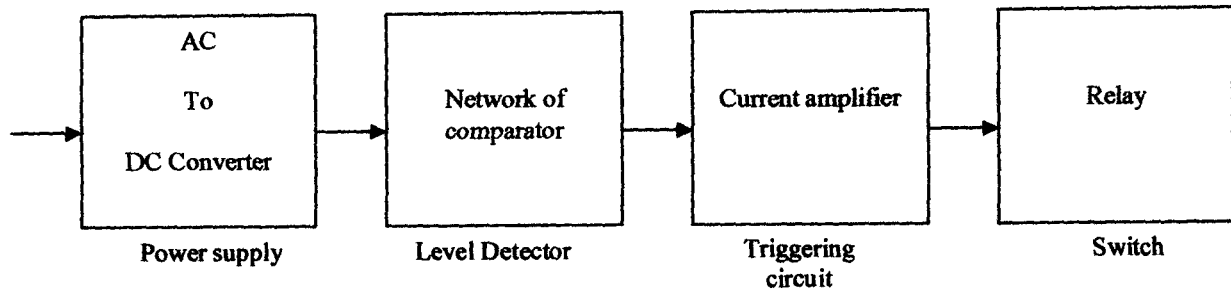 AC
To
DC Converter
Network of
comparator
Current amplifier
Relay
Power supply
Level Detector
Triggering
circuit
Switch